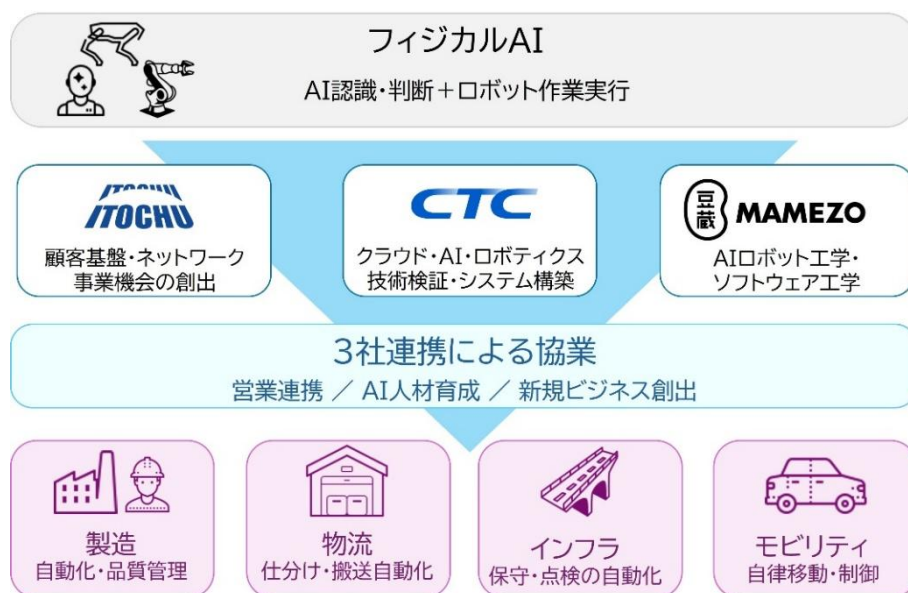 フィジカルAI
AI認識・判断＋ロボット作業実行
ITOCHU
ITOCHU
顧客基盤・ネットワーク
事業機会の創出
CTC
クラウド・AI・ロボティクス
技術検証・システム構築
豆蔵 MAMEZO
AIロボット工学・
ソフトウェア工学
３社連携による協業
営業連携 ／ AI人材育成 ／ 新規ビジネス創出
製造
自動化・品質管理
物流
仕分け・搬送自動化
インフラ
保守・点検の自動化
モビリティ
自律移動・制御